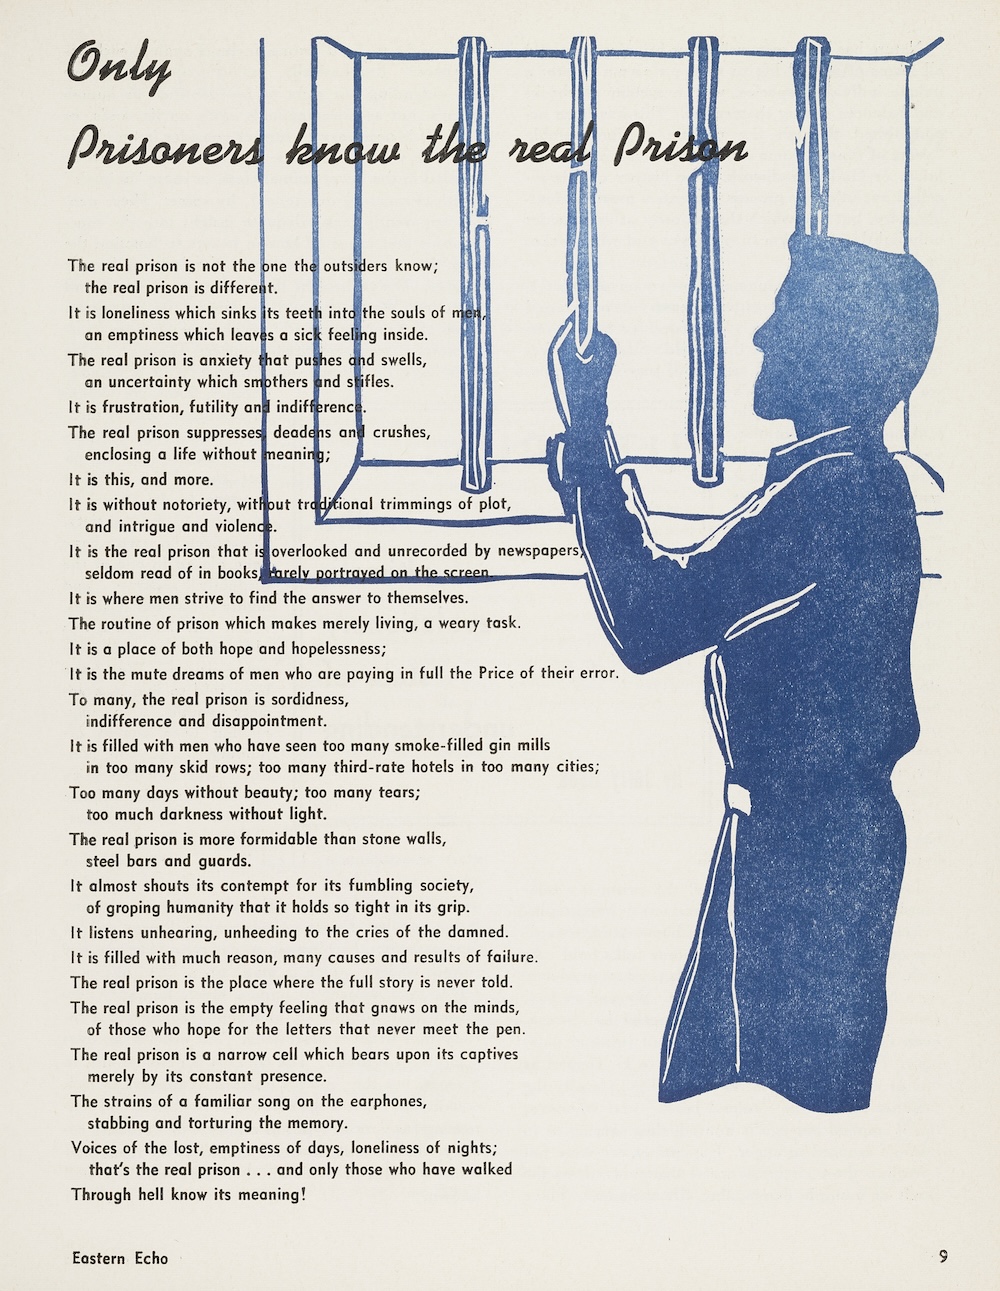 Only
Prisoners know the real Prison
The real prison is not the one the outsiders know;
the real prison is different.
It is loneliness which sinks its teeth into the souls of men,
an emptiness which leaves a sick feeling inside.
The real prison is anxiety that pushes and swells,
an uncertainty which smothers and stifles.
It is frustration, futility and indifference.
The real prison suppresses, deadens and crushes,
enclosing a life without meaning;
It is this, and more.
It is without notoriety, without traditional trimmings of plot,
and intrigue and violence.
It is the real prison that is overlooked and unrecorded by newspapers,
seldom read of in books, rarely portrayed on the screen.
It is where men strive to find the answer to themselves.
The routine of prison which makes merely living, a weary task.
It is a place of both hope and hopelessness;
It is the mute dreams of men who are paying in full the Price of their error.
To many, the real prison is sordidness,
indifference and disappointment.
It is filled with men who have seen too many smoke-filled gin mills
in too many skid rows; too many third-rate hotels in too many cities;
Too many days without beauty; too many tears;
too much darkness without light.
The real prison is more formidable than stone walls,
steel bars and guards.
It almost shouts its contempt for its fumbling society,
of groping humanity that it holds so tight in its grip.
It listens unhearing, unheeding to the cries of the damned.
It is filled with much reason, many causes and results of failure.
The real prison is the place where the full story is never told.
The real prison is the empty feeling that gnaws on the minds,
of those who hope for the letters that never meet the pen.
The real prison is a narrow cell which bears upon its captives
merely by its constant presence.
The strains of a familiar song on the earphones,
stabbing and torturing the memory.
Voices of the lost, emptiness of days, loneliness of nights;
that's the real prison . . . and only those who have walked
Through hell know its meaning!
Eastern Echo
9